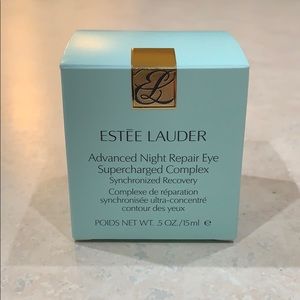 EL
ESTĒE LAUDER
Advanced Night Repair Eye
Supercharged Complex
Synchronized Recovery
Complexe de réparation
synchronisée ultra-concentré
contour des yeux
POIDS NET WT. .5 OZ./15ml e